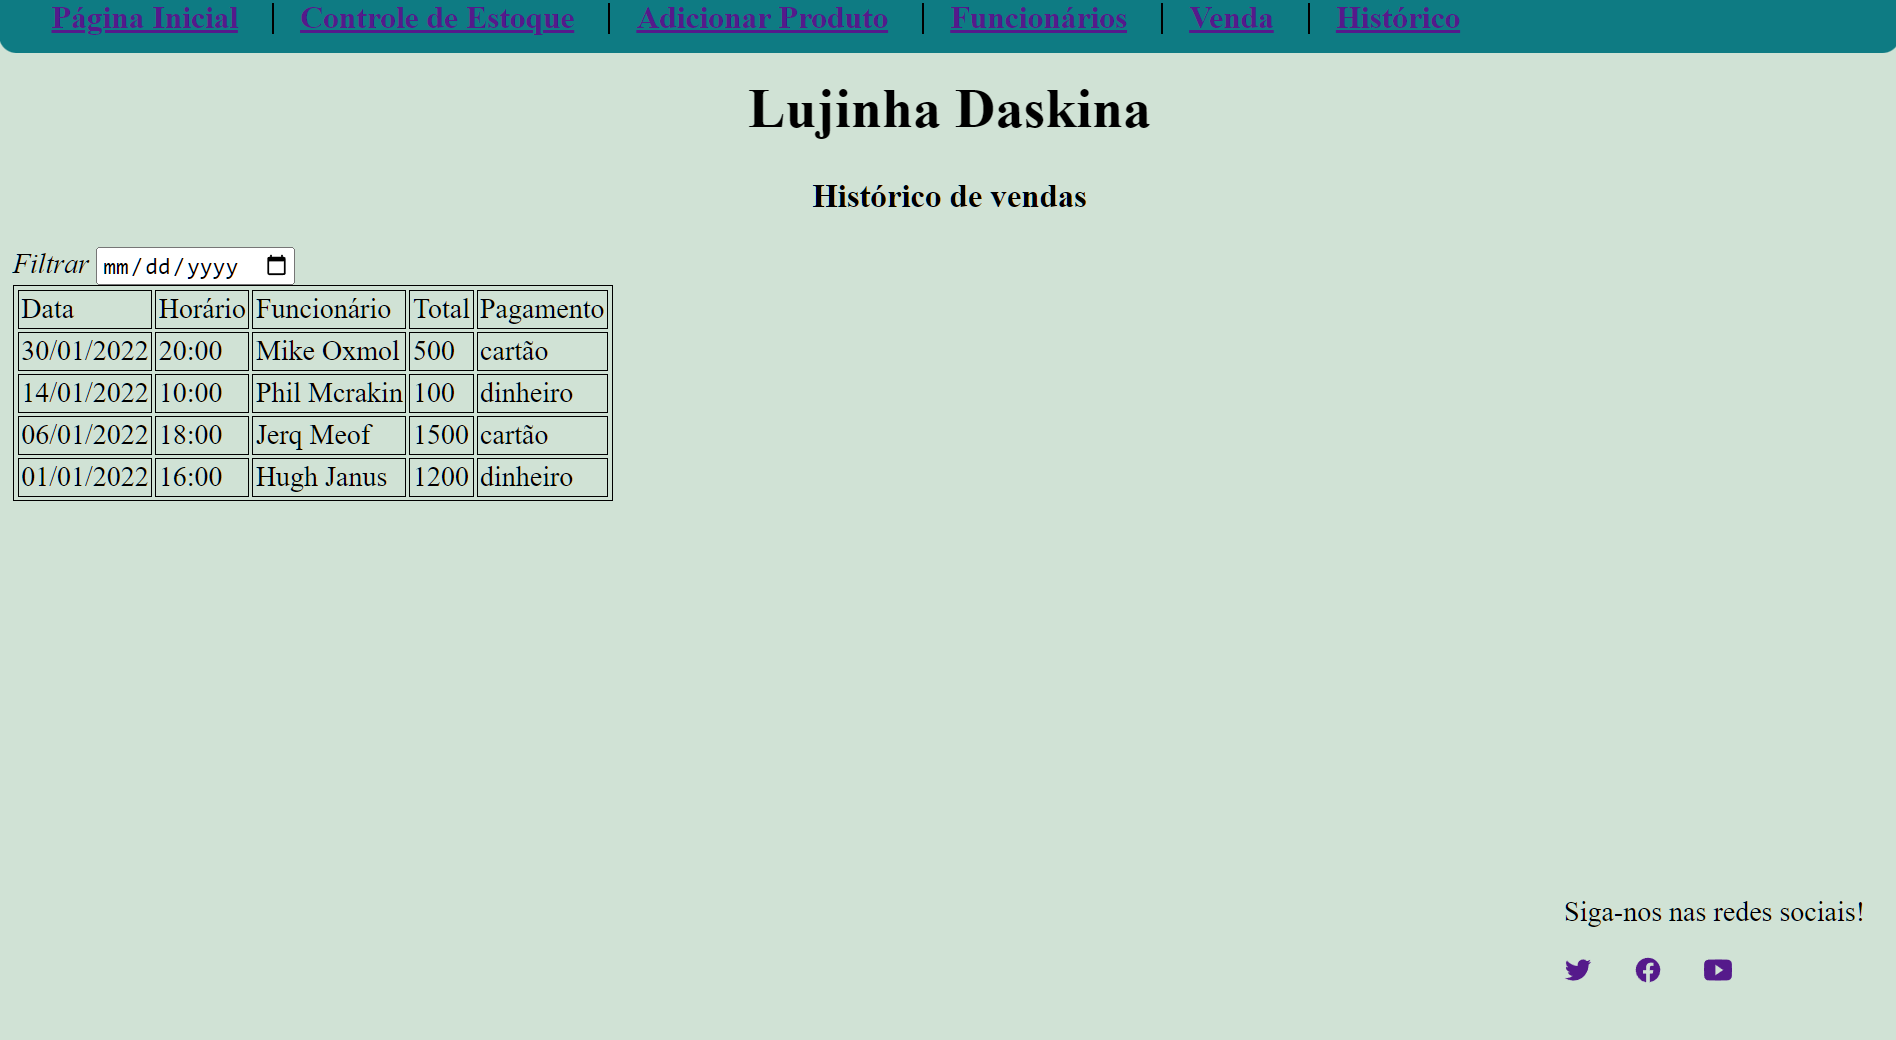 Página Inicial Controle de Estoque Adicionar Produto Funcionários Venda Histórico
Lujinha Daskina
Histórico de vendas
Filtrar mm/dd/yyyy
Data Horário Funcionário Total Pagamento
30/01/2022 20:00 Mike Oxmol 500 cartão
14/01/2022 10:00 Phil Mcrakin 100 dinheiro
06/01/2022 18:00 Jerq Meof 1500 cartão
01/01/2022 16:00 Hugh Janus 1200 dinheiro
Siga-nos nas redes sociais!